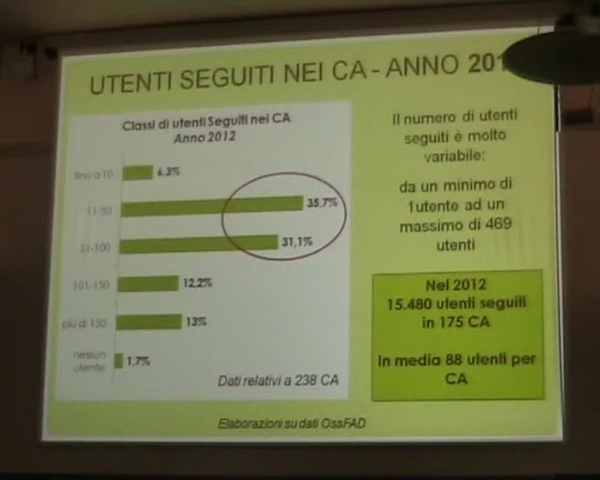 UTENTI SEGUITI NEI CA - ANNO 201
Classi di utenti Seguiti nei CA
Anno 2012
fino a 10 6,3%
11-50 35,7%
51-100 31,1%
101-150 12,2%
più di 150 13%
nessun
utente 1,7%
Dati relativi a 238 CA
Il numero di utenti
seguiti è molto
variabile:
da un minimo di
1utente ad un
massimo di 469
utenti
Nel 2012
15.480 utenti seguiti
in 175 CA
In media 88 utenti per
CA
Elaborazioni su dati OssFAD